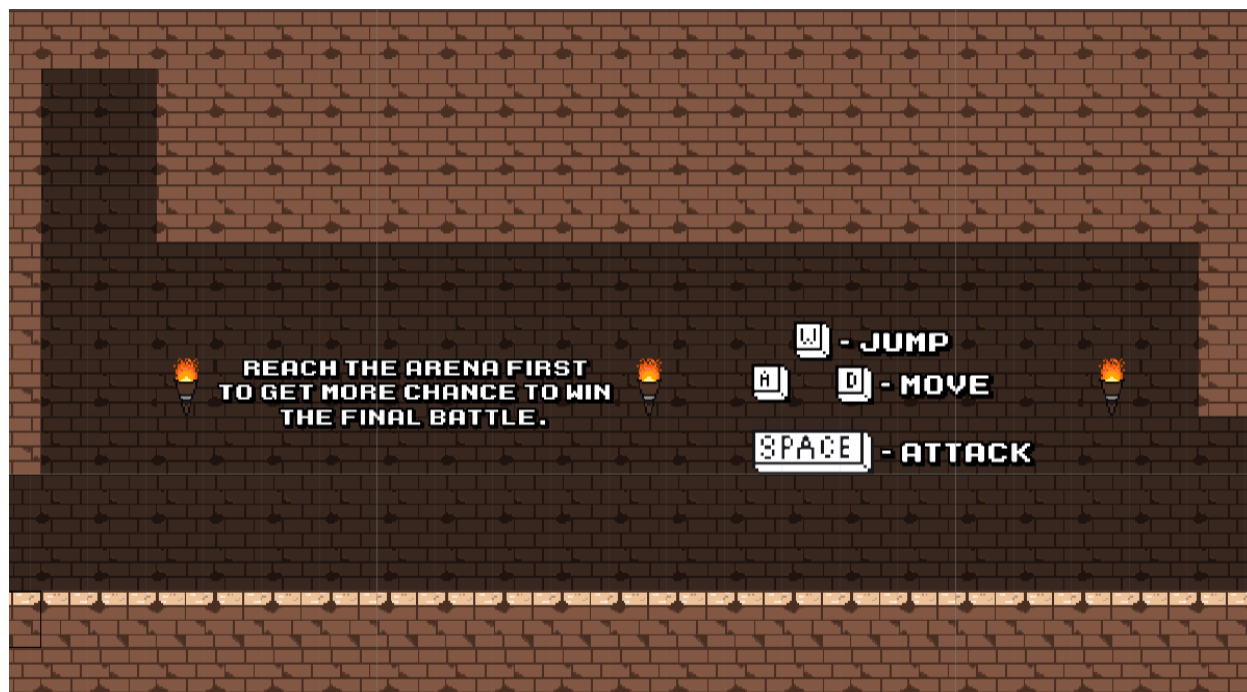 REACH THE ARENA FIRST
TO GET MORE CHANCE TO WIN
THE FINAL BATTLE.
W - JUMP
A D - MOVE
SPACE - ATTACK